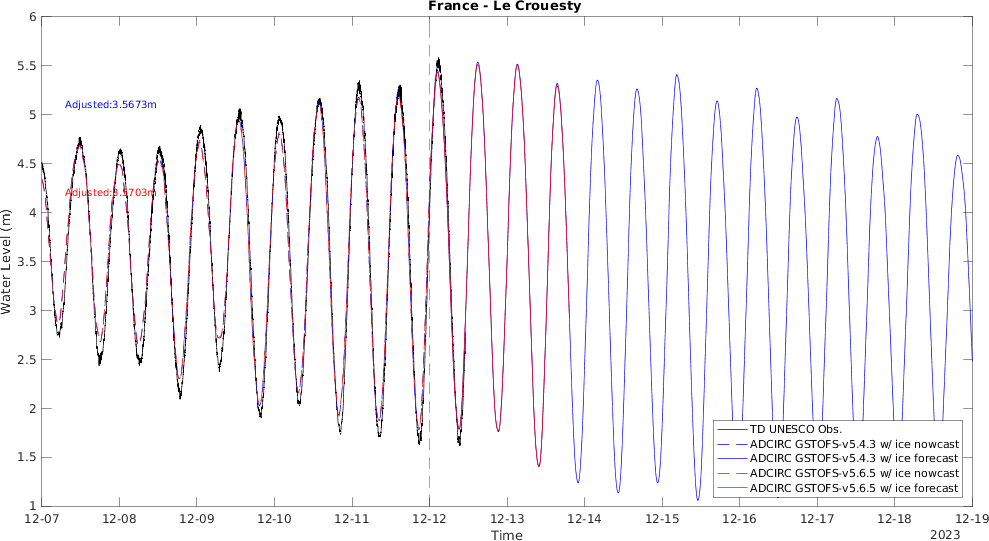 France - Le Crouesty
6
5.5
5
4.5
4
3.5
3
2.5
2
1.5
1
Water Level (m)
Adjusted:3.5673m
Adjusted:3.5703m
TD UNESCO Obs.
ADCIRC GSTOFS-v5.4.3 w/ ice nowcast
ADCIRC GSTOFS-v5.4.3 w/ ice forecast
ADCIRC GSTOFS-v5.6.5 w/ ice nowcast
ADCIRC GSTOFS-v5.6.5 w/ ice forecast
12-07 12-08 12-09 12-10 12-11 12-12 12-13 12-14 12-15 12-16 12-17 12-18 12-19
Time
2023